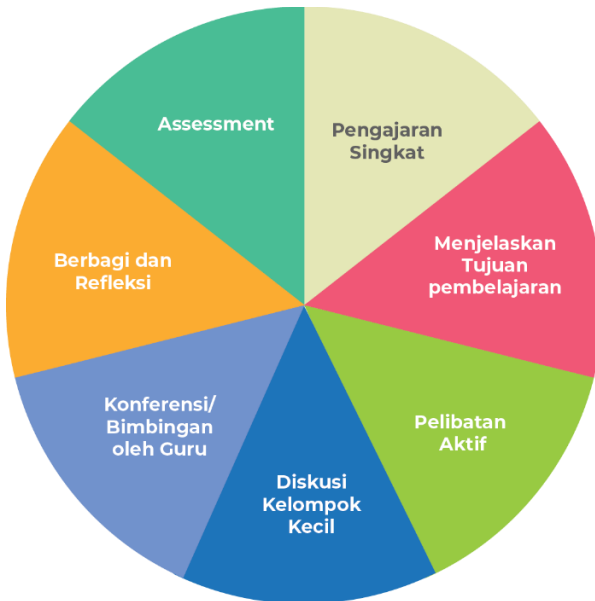 Pengajaran
Singkat
Menjelaskan
Tujuan
pembelajaran
Pelibatan
Aktif
Diskusi
Kelompok
Kecil
Konferensi/
Bimbingan
oleh Guru
Berbagi dan
Refleksi
Assessment